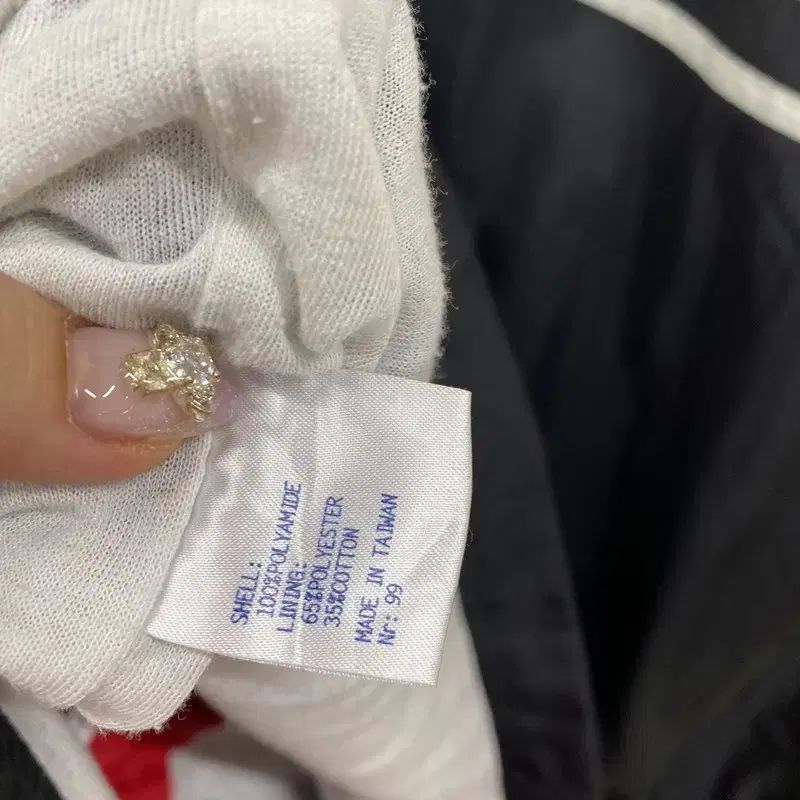 SHELL:
100%POLYAMIDE
LINING:
65%POLYESTER
35%COTTON
MADE IN TAIWAN
Nr: 99